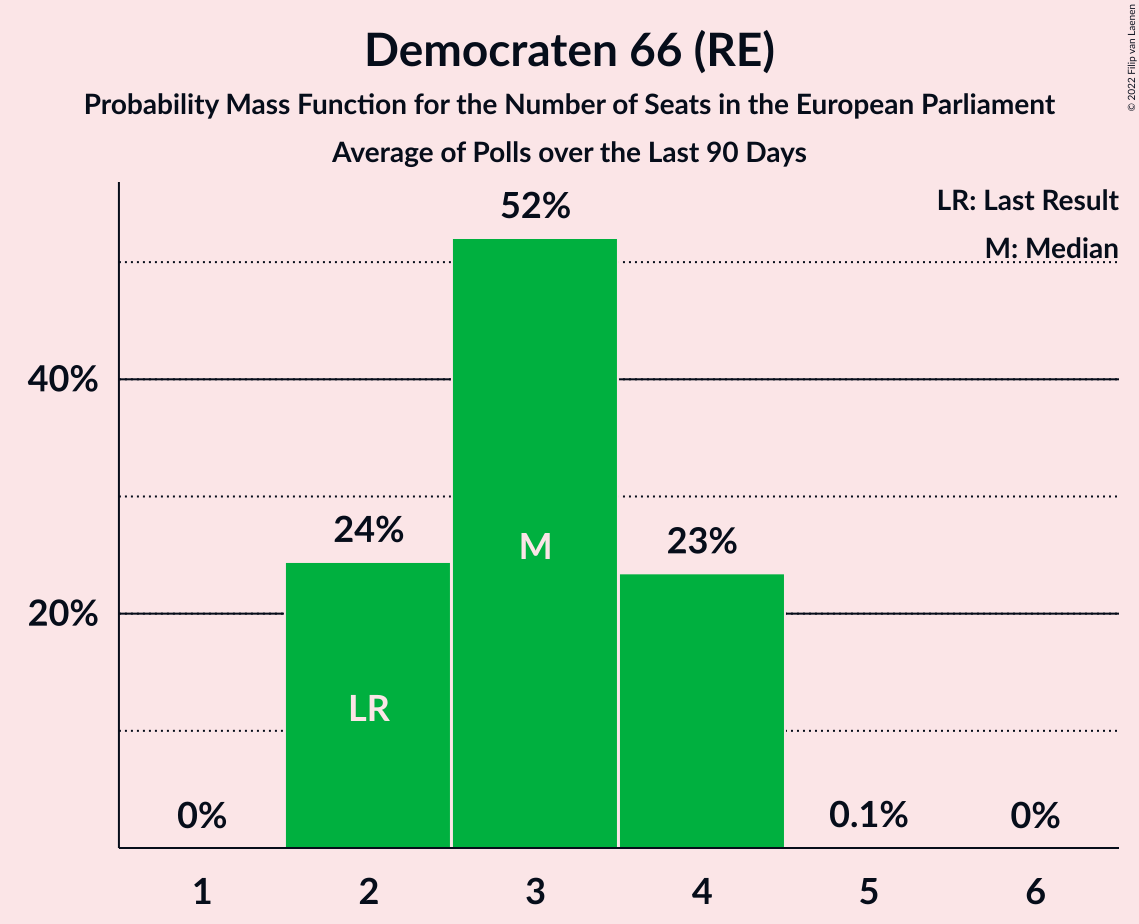 Democraten 66 (RE)
Probability Mass Function for the Number of Seats in the European Parliament
Average of Polls over the Last 90 Days
© 2022 Filip van Laenen
LR: Last Result
M: Median
52%
40%
24%
M
23%
20%
LR
0%
0.1%
0%
1 2 3 4 5 6